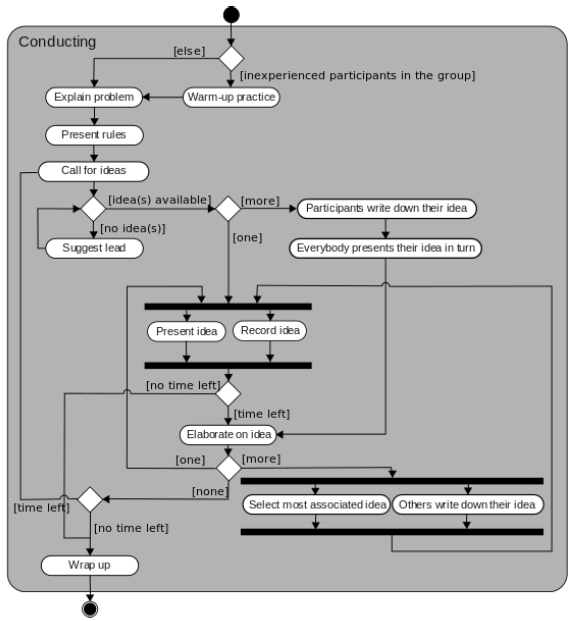 Conducting
[else]
[inexperienced participants in the group]
Explain problem
Warm-up practice
Present rules
Call for ideas
[idea(s) available]
[more]
Participants write down their idea
[no idea(s)]
[one]
Suggest lead
Everybody presents their idea in turn
Present idea
Record idea
[no time left]
[time left]
Elaborate on idea
[one]
[more]
[none]
Select most associated idea
Others write down their idea
[time left]
[no time left]
Wrap up